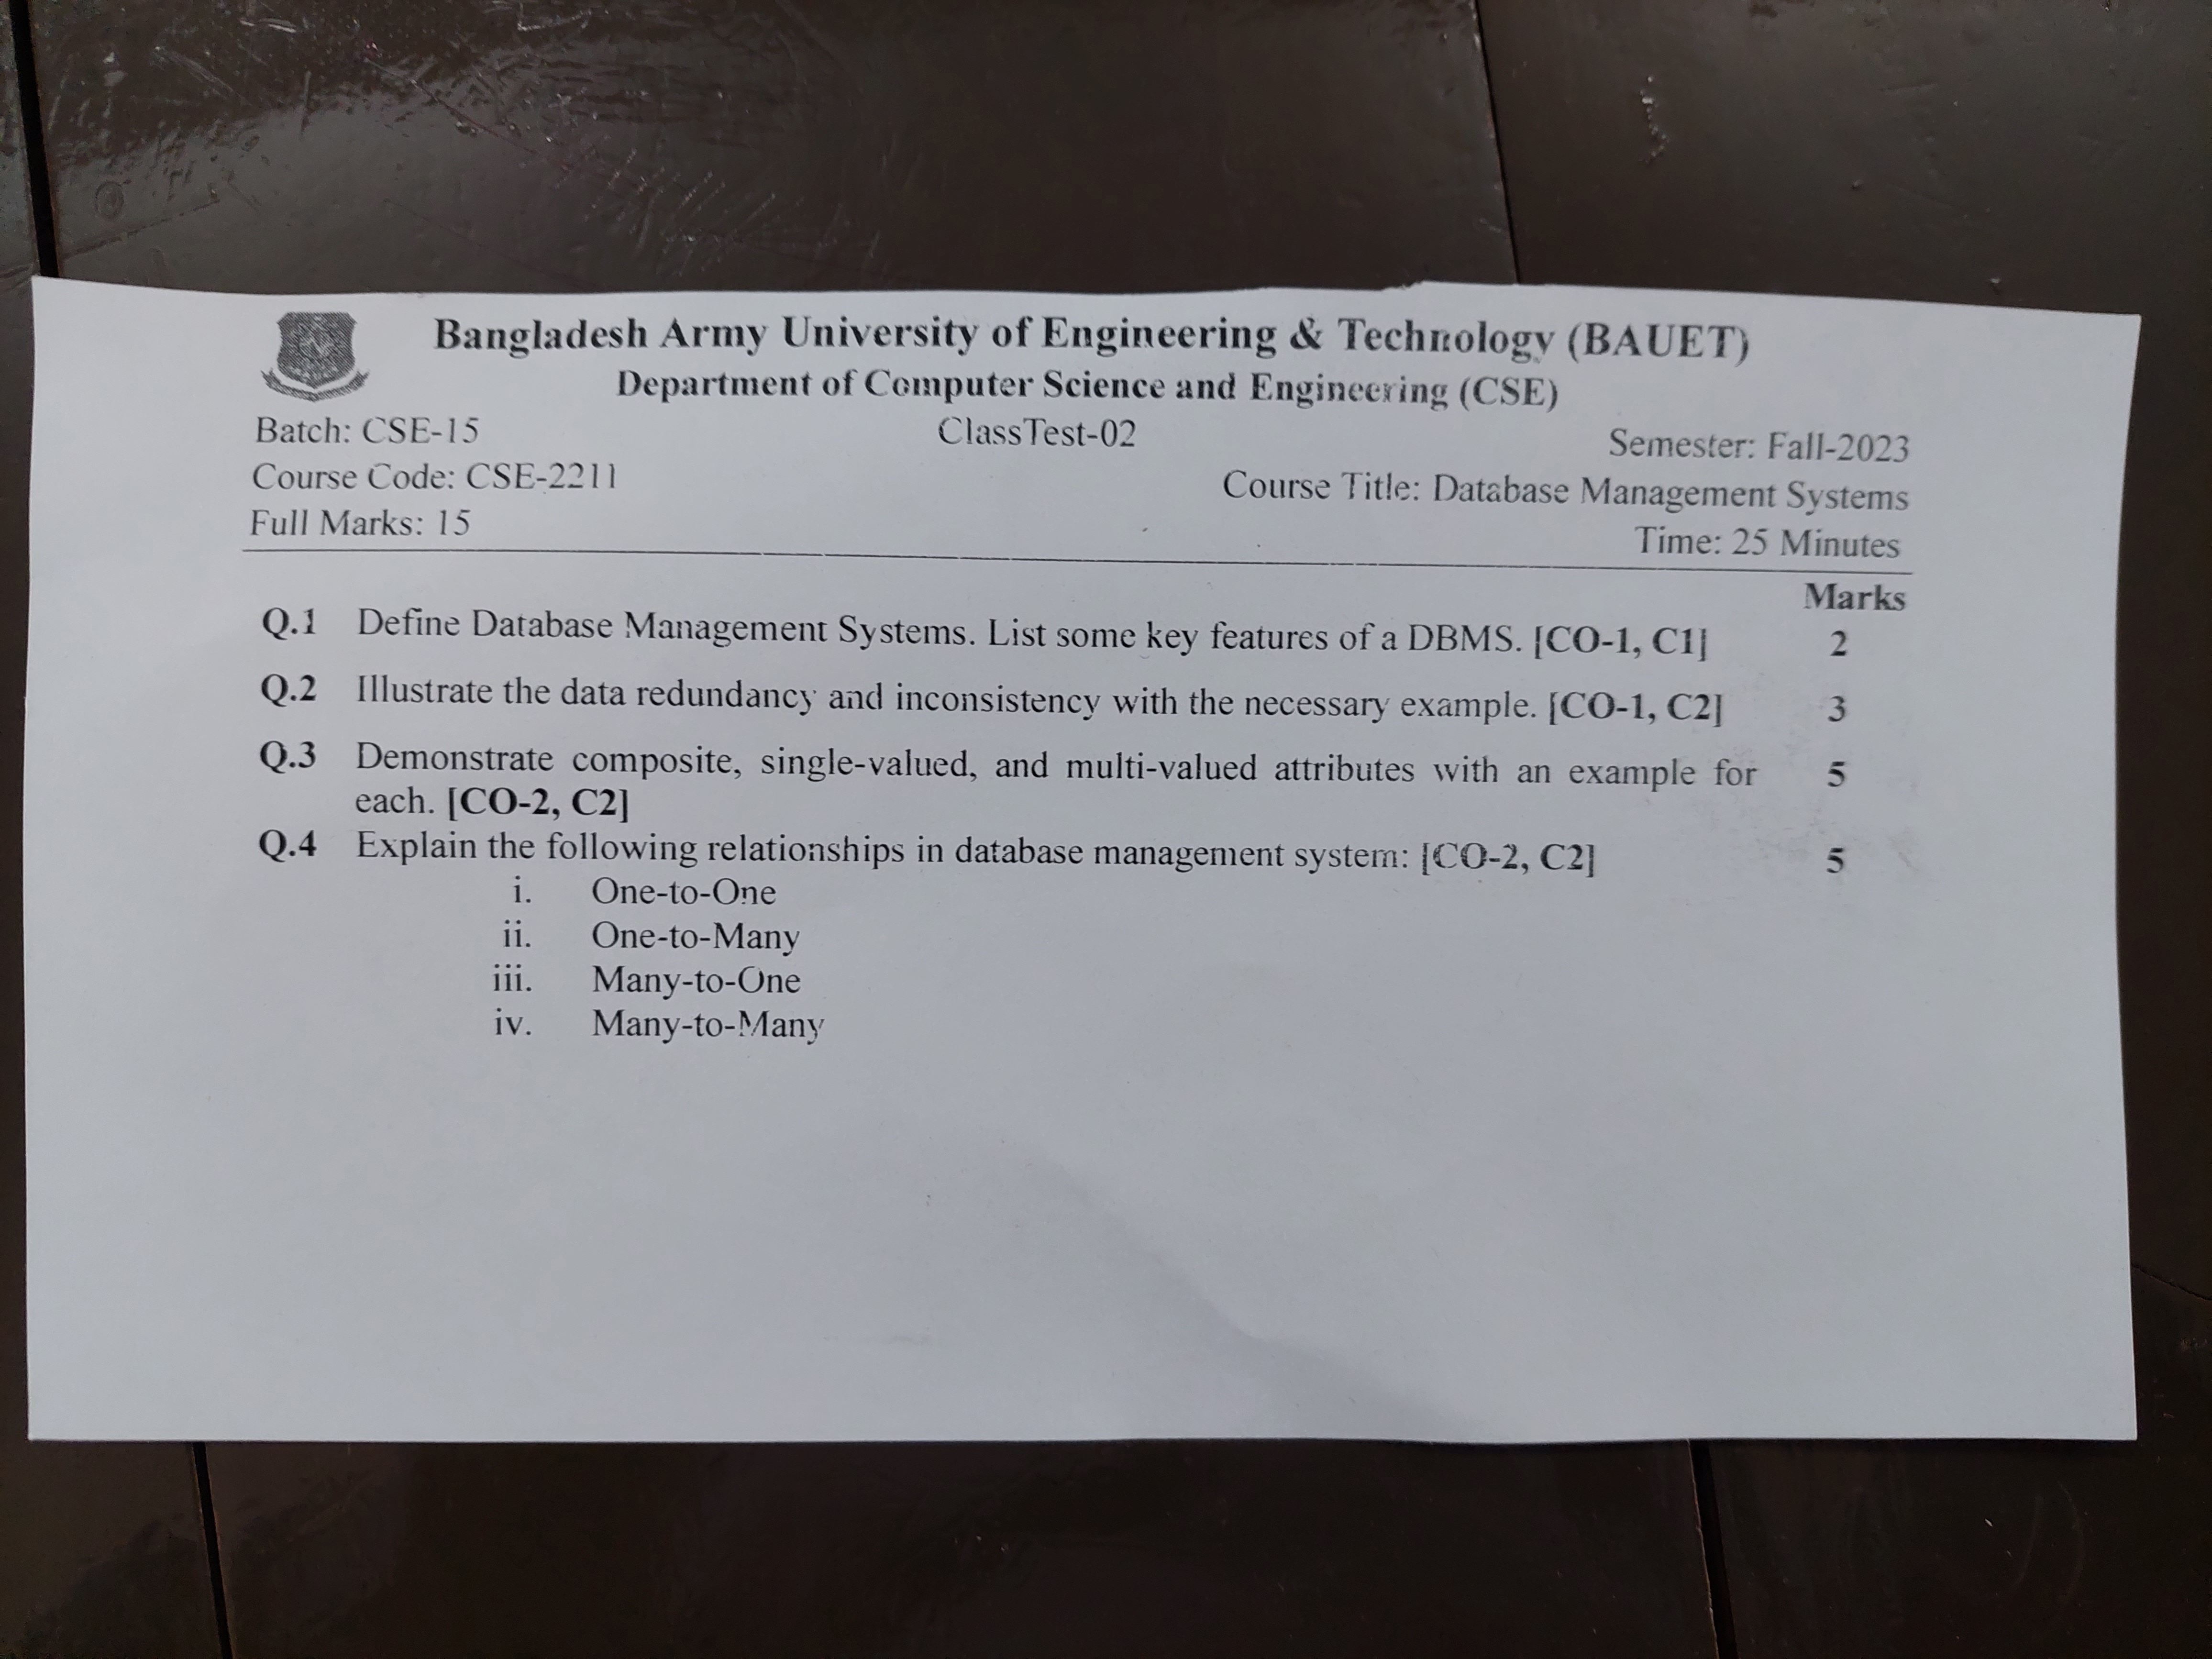 Bangladesh Army University of Engineering & Technology (BAUET)
Department of Computer Science and Engineering (CSE)
Batch: CSE-15 ClassTest-02 Semester: Fall-2023
Course Code: CSE-2211 Course Title: Database Management Systems
Full Marks: 15 Time: 25 Minutes
Marks
Q.1 Define Database Management Systems. List some key features of a DBMS. [CO-1, C1] 2
Q.2 Illustrate the data redundancy and inconsistency with the necessary example. [CO-1, C2] 3
Q.3 Demonstrate composite, single-valued, and multi-valued attributes with an example for 5
each. [CO-2, C2]
Q.4 Explain the following relationships in database management system: [CO-2, C2] 5
i. One-to-One
ii. One-to-Many
iii. Many-to-One
iv. Many-to-Many